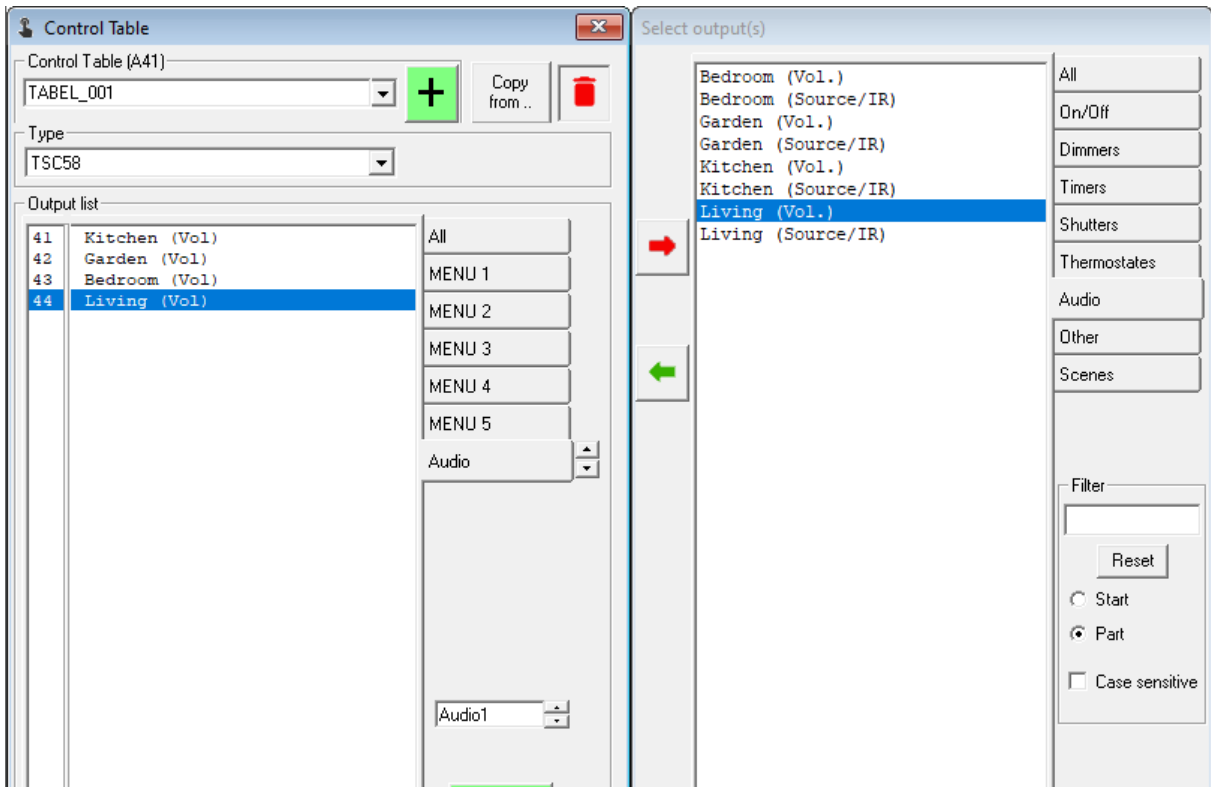 Control Table
Control Table (A41)
TABEL_001
Copy
from ..
Type
TSC58
Output list
41 Kitchen (Vol)
42 Garden (Vol)
43 Bedroom (Vol)
44 Living (Vol)
All
MENU 1
MENU 2
MENU 3
MENU 4
MENU 5
Audio
Audio1
Select output(s)
Bedroom (Vol.)
Bedroom (Source/IR)
Garden (Vol.)
Garden (Source/IR)
Kitchen (Vol.)
Kitchen (Source/IR)
Living (Vol.)
Living (Source/IR)
All
On/Off
Dimmers
Timers
Shutters
Thermostates
Audio
Other
Scenes
Filter
Reset
Start
Part
Case sensitive